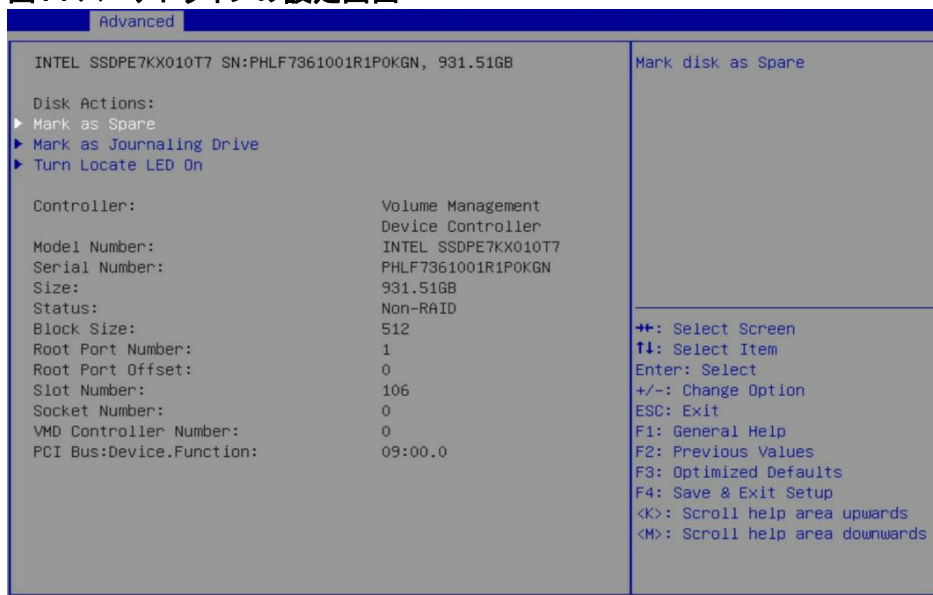 Advanced
INTEL SSDPE7KX010T7 SN:PHLF7361001R1P0KGN, 931.51GB
Disk Actions:
Mark as Spare
Mark as Journaling Drive
Turn Locate LED On
Controller: Volume Management
Device Controller
Model Number: INTEL SSDPE7KX010T7
Serial Number: PHLF7361001R1P0KGN
Size: 931.51GB
Status: Non-RAID
Block Size: 512
Root Port Number: 1
Root Port Offset: 0
Slot Number: 106
Socket Number: 0
VMD Controller Number: 0
PCI Bus:Device.Function: 09:00.0
Mark disk as Spare
→←: Select Screen
↑↓: Select Item
Enter: Select
+/-: Change Option
ESC: Exit
F1: General Help
F2: Previous Values
F3: Optimized Defaults
F4: Save & Exit Setup
<K>: Scroll help area upwards
<M>: Scroll help area downwards